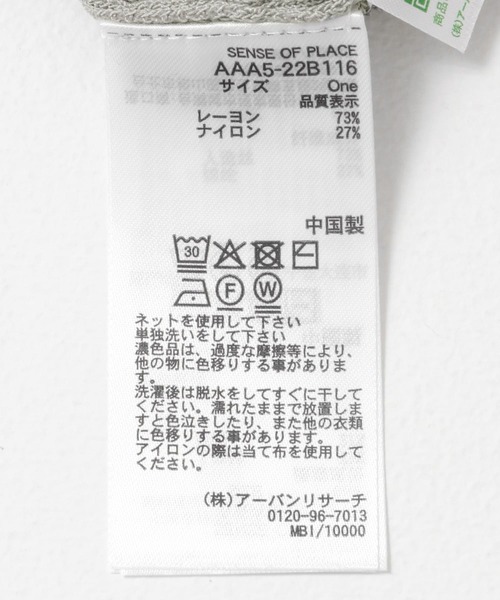 SENSE OF PLACE
AAA5-22B116
サイズ One
品質表示
レーヨン 73%
ナイロン 27%
中国製
30
F W
ネットを使用して下さい
単独洗いをして下さい
濃色品は、過度な摩擦等により、
他の物に色移りする事がありま
す。
洗濯後は脱水をしてすぐに干して
ください。濡れたままで放置しま
すと色泣きしたり、また他の衣類
に色移りする事があります。
アイロンの際は当て布を使用して
ください。
(株)アーバンリサーチ
0120-96-7013
MBI/10000
商品
(株)アー